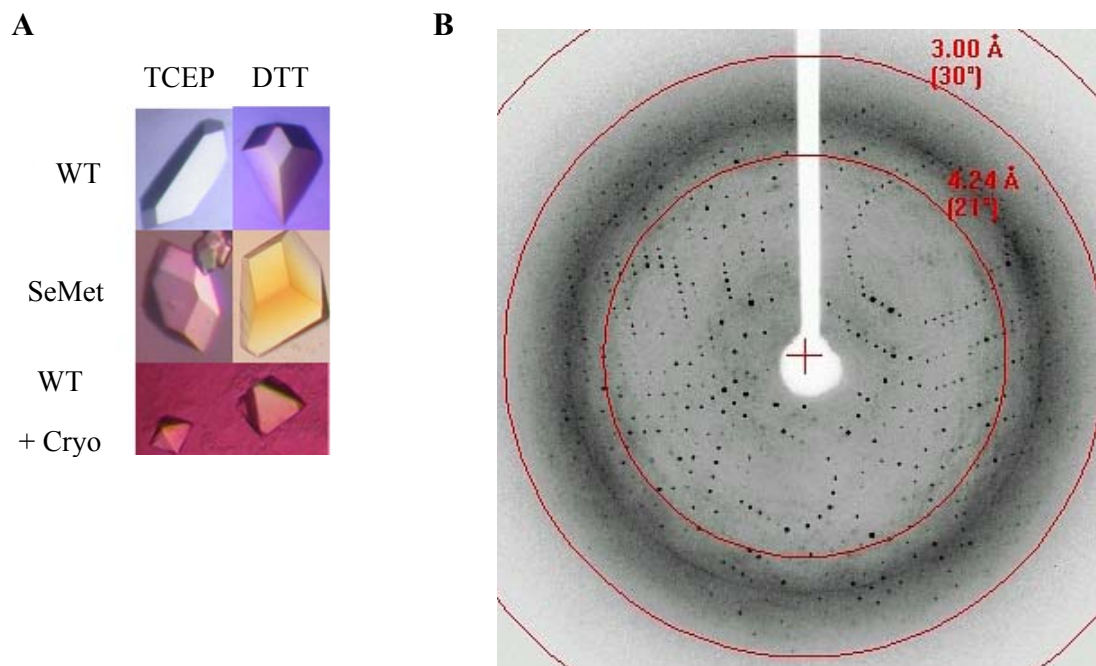 A
B
TCEP DTT
WT
SeMet
WT
+ Cryo
3.00 Å
(30°)
4.24 Å
(21°)